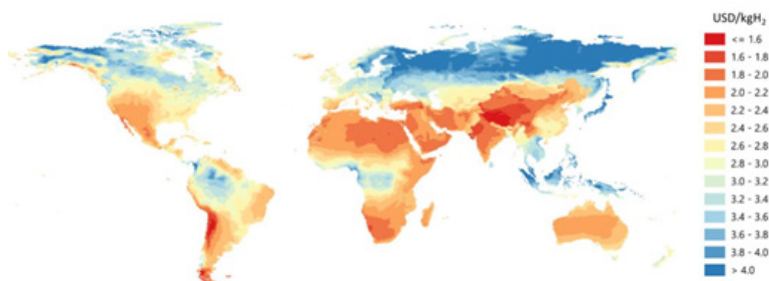 USD/kgH₂
<= 1.6
1.6 - 1.8
1.8 - 2.0
2.0 - 2.2
2.2 - 2.4
2.4 - 2.6
2.6 - 2.8
2.8 - 3.0
3.0 - 3.2
3.2 - 3.4
3.4 - 3.6
3.6 - 3.8
3.8 - 4.0
> 4.0